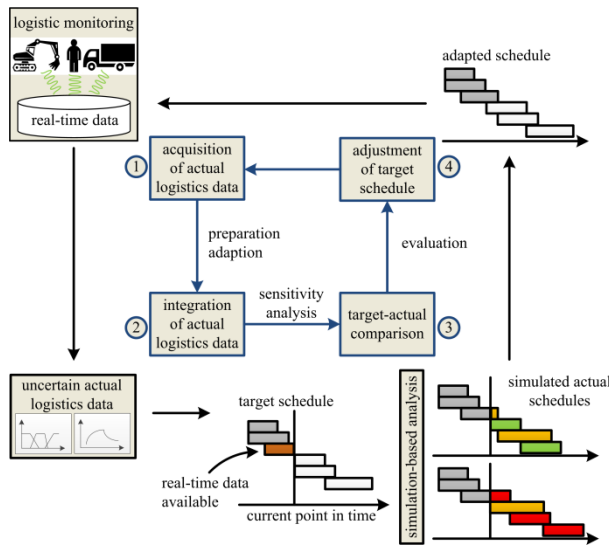 logistic monitoring
real-time data
adapted schedule
1
acquisition
of actual
logistics data
adjustment
of target
schedule
4
preparation
adaption
evaluation
2
integration
of actual
logistics data
sensitivity
analysis
target-actual
comparison
3
uncertain actual
logistics data
target schedule
real-time data
available
current point in time
simulation-based analysis
simulated actual
schedules